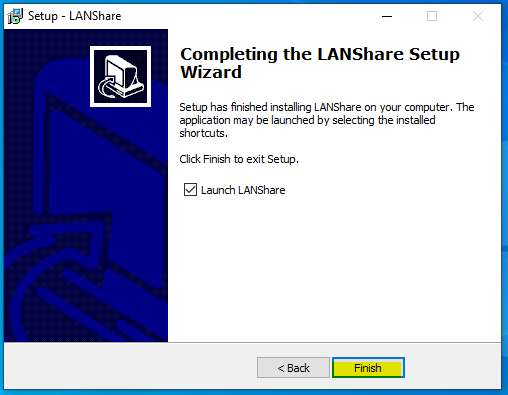 Setup - LANShare
Completing the LANShare Setup
Wizard
Setup has finished installing LANShare on your computer. The
application may be launched by selecting the installed
shortcuts.
Click Finish to exit Setup.
Launch LANShare
< Back
Finish